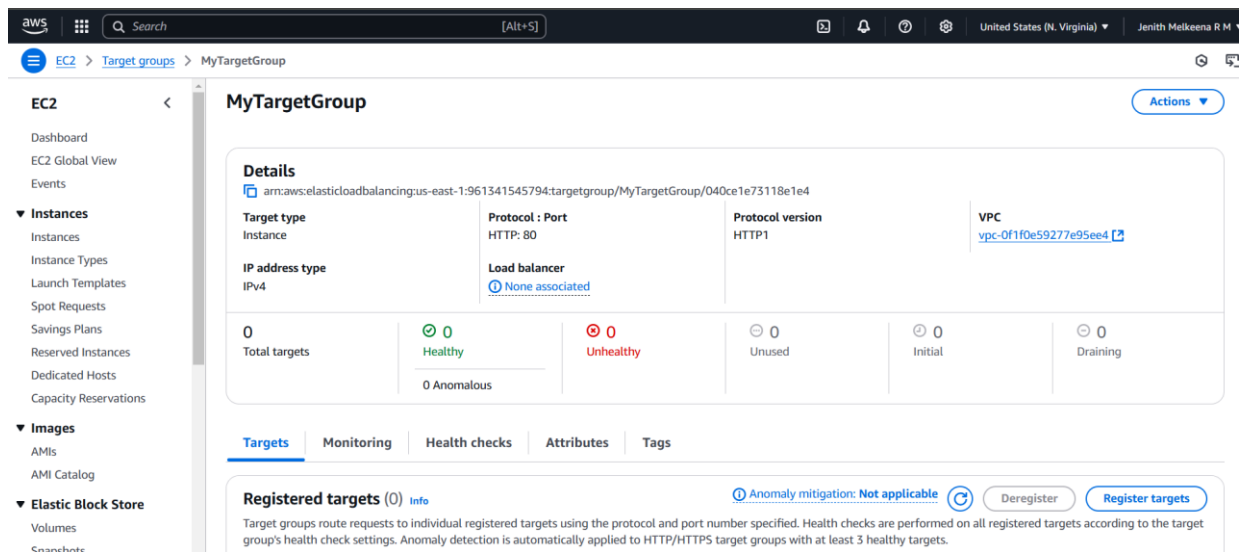 aws
Search
[Alt+S]
United States (N. Virginia)
Jenith Melkeena R M
EC2 > Target groups > MyTargetGroup
EC2
Dashboard
EC2 Global View
Events
Instances
Instances
Instance Types
Launch Templates
Spot Requests
Savings Plans
Reserved Instances
Dedicated Hosts
Capacity Reservations
Images
AMIs
AMI Catalog
Elastic Block Store
Volumes
Snapshots
MyTargetGroup
Actions
Details
arn:aws:elasticloadbalancing:us-east-1:961341545794:targetgroup/MyTargetGroup/040ce1e73118e1e4
Target type
Instance
Protocol : Port
HTTP: 80
Protocol version
HTTP1
VPC
vpc-0f1f0e59277e95ee4
IP address type
IPv4
Load balancer
None associated
0
Total targets
0
Healthy
0 Anomalous
0
Unhealthy
0
Unused
0
Initial
0
Draining
Targets
Monitoring
Health checks
Attributes
Tags
Registered targets (0) Info
Anomaly mitigation: Not applicable
Deregister
Register targets
Target groups route requests to individual registered targets using the protocol and port number specified. Health checks are performed on all registered targets according to the target
group's health check settings. Anomaly detection is automatically applied to HTTP/HTTPS target groups with at least 3 healthy targets.